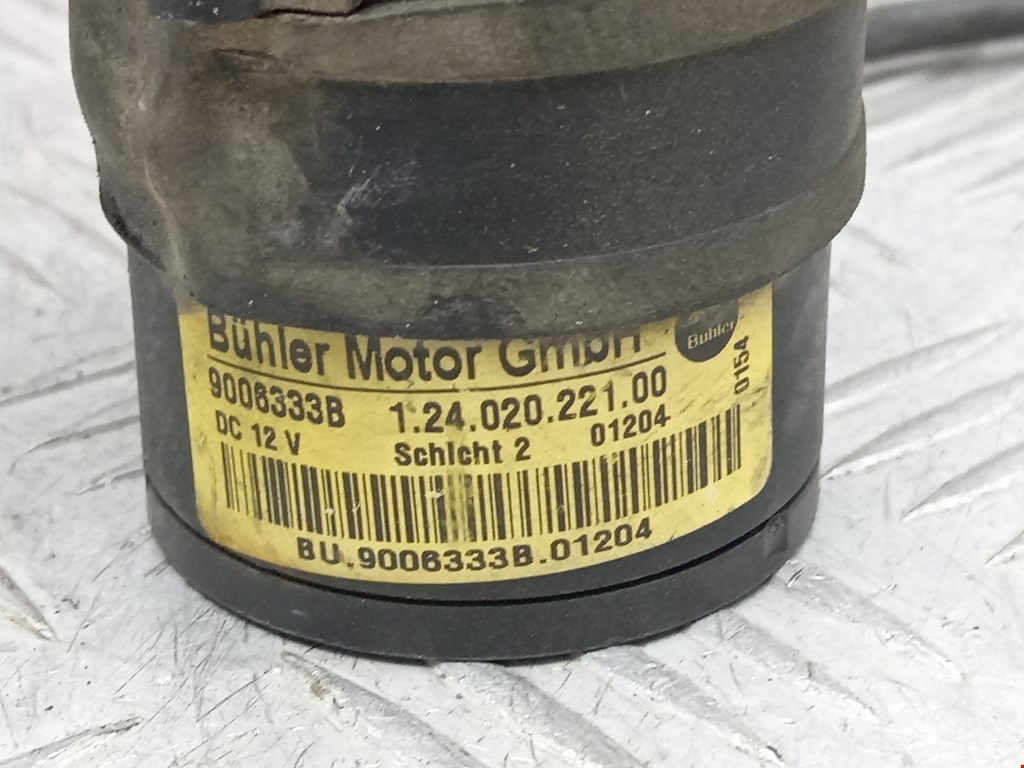 Bühler Motor GmbH
Bühler
9006333B 1.24.020.221.00
DC 12 V Schicht 2 01204
0154
BU.9006333B.01204